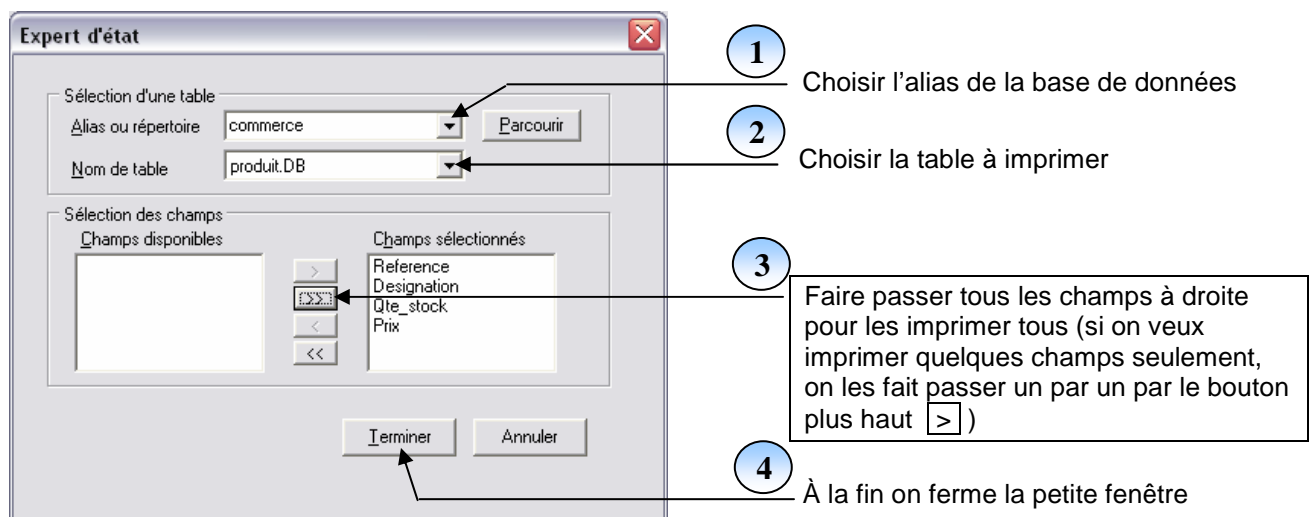 Expert d'état
Sélection d'une table
Alias ou répertoire
commerce
Parcourir
Nom de table
produit.DB
Sélection des champs
Champs disponibles
Champs sélectionnés
>
>>
<
<<
Reference
Designation
Qte_stock
Prix
Terminer
Annuler
1
Choisir l’alias de la base de données
2
Choisir la table à imprimer
3
Faire passer tous les champs à droite
pour les imprimer tous (si on veux
imprimer quelques champs seulement,
on les fait passer un par un par le bouton
plus haut > )
4
À la fin on ferme la petite fenêtre